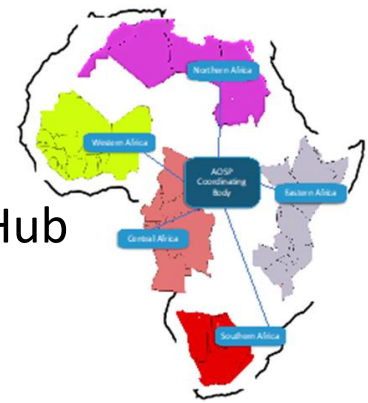 Northern Africa
Western Africa
AOSP
Coordinating
Body
Eastern Africa
Hub
Central Africa
Southern Africa